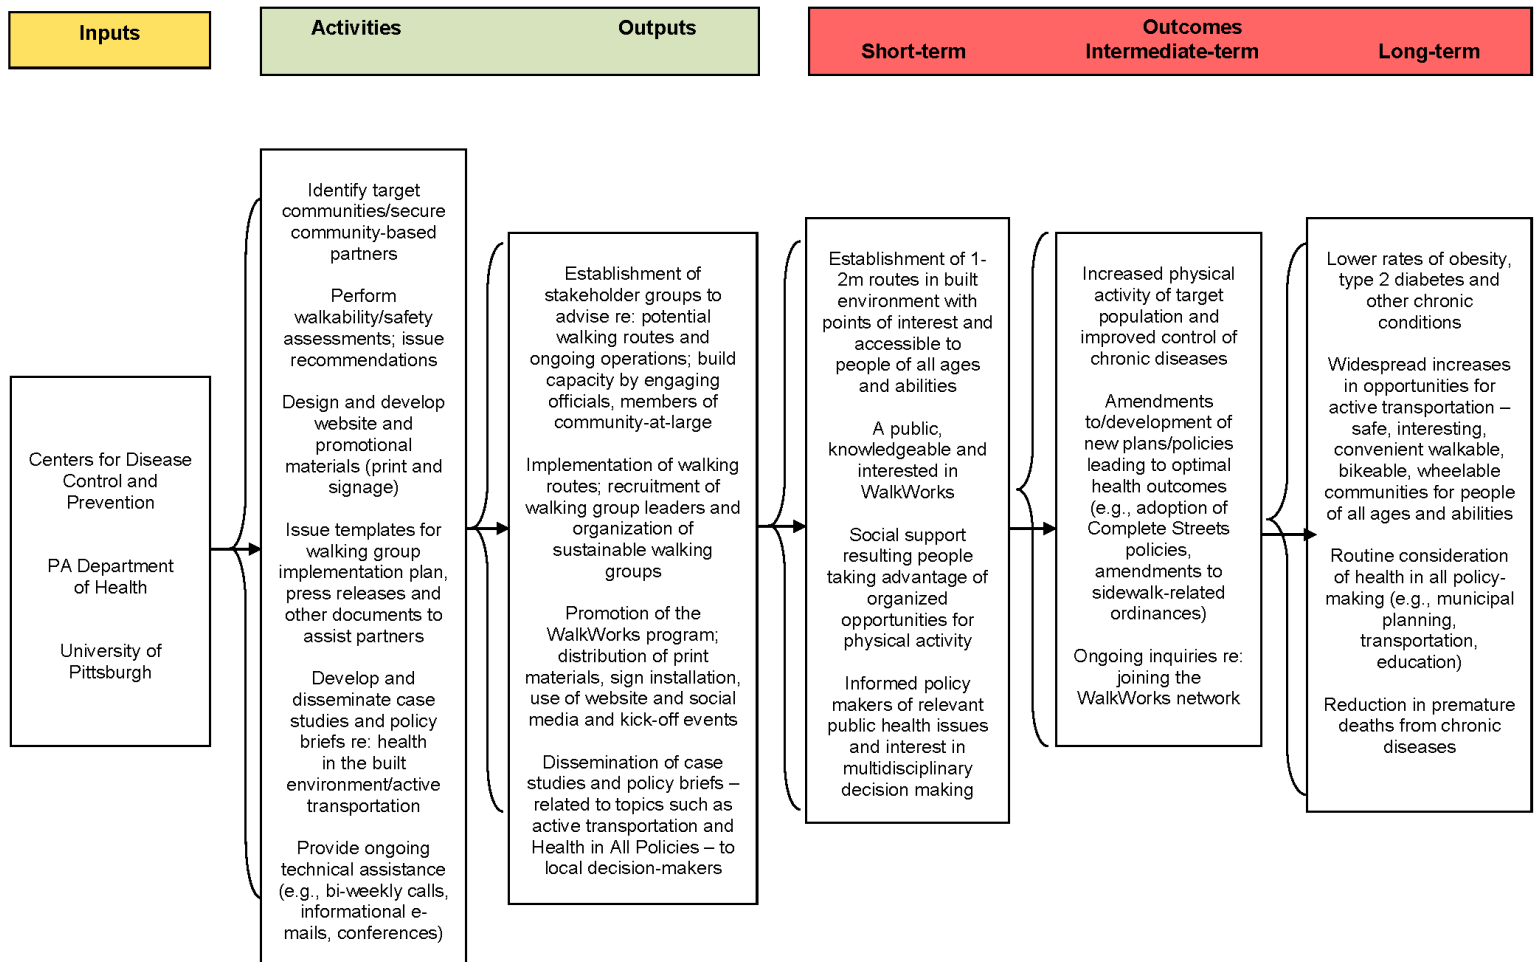 Inputs
Activities
Outputs
Outcomes
Short-term
Intermediate-term
Long-term
Centers for Disease
Control and
Prevention
PA Department
of Health
University of
Pittsburgh
Identify target
communities/secure
community-based
partners
Perform
walkability/safety
assessments; issue
recommendations
Design and develop
website and
promotional
materials (print and
signage)
Issue templates for
walking group
implementation plan,
press releases and
other documents to
assist partners
Develop and
disseminate case
studies and policy
briefs re: health
in the built
environment/active
transportation
Provide ongoing
technical assistance
(e.g., bi-weekly calls,
informational e-
mails, conferences)
Establishment of
stakeholder groups to
advise re: potential
walking routes and
ongoing operations; build
capacity by engaging
officials, members of
community-at-large
Implementation of walking
routes; recruitment of
walking group leaders and
organization of
sustainable walking
groups
Promotion of the
WalkWorks program;
distribution of print
materials, sign installation,
use of website and social
media and kick-off events
Dissemination of case
studies and policy briefs –
related to topics such as
active transportation and
Health in All Policies – to
local decision-makers
Establishment of 1-
2m routes in built
environment with
points of interest and
accessible to
people of all ages
and abilities
A public,
knowledgeable and
interested in
WalkWorks
Social support
resulting people
taking advantage of
organized
opportunities for
physical activity
Informed policy
makers of relevant
public health issues
and interest in
multidisciplinary
decision making
Increased physical
activity of target
population and
improved control of
chronic diseases
Amendments
to/development of
new plans/policies
leading to optimal
health outcomes
(e.g., adoption of
Complete Streets
policies,
amendments to
sidewalk-related
ordinances)
Ongoing inquiries re:
joining the
WalkWorks network
Lower rates of obesity,
type 2 diabetes and
other chronic
conditions
Widespread increases
in opportunities for
active transportation –
safe, interesting,
convenient walkable,
bikeable, wheelable
communities for people
of all ages and abilities
Routine consideration
of health in all policy-
making (e.g., municipal
planning,
transportation,
education)
Reduction in premature
deaths from chronic
diseases